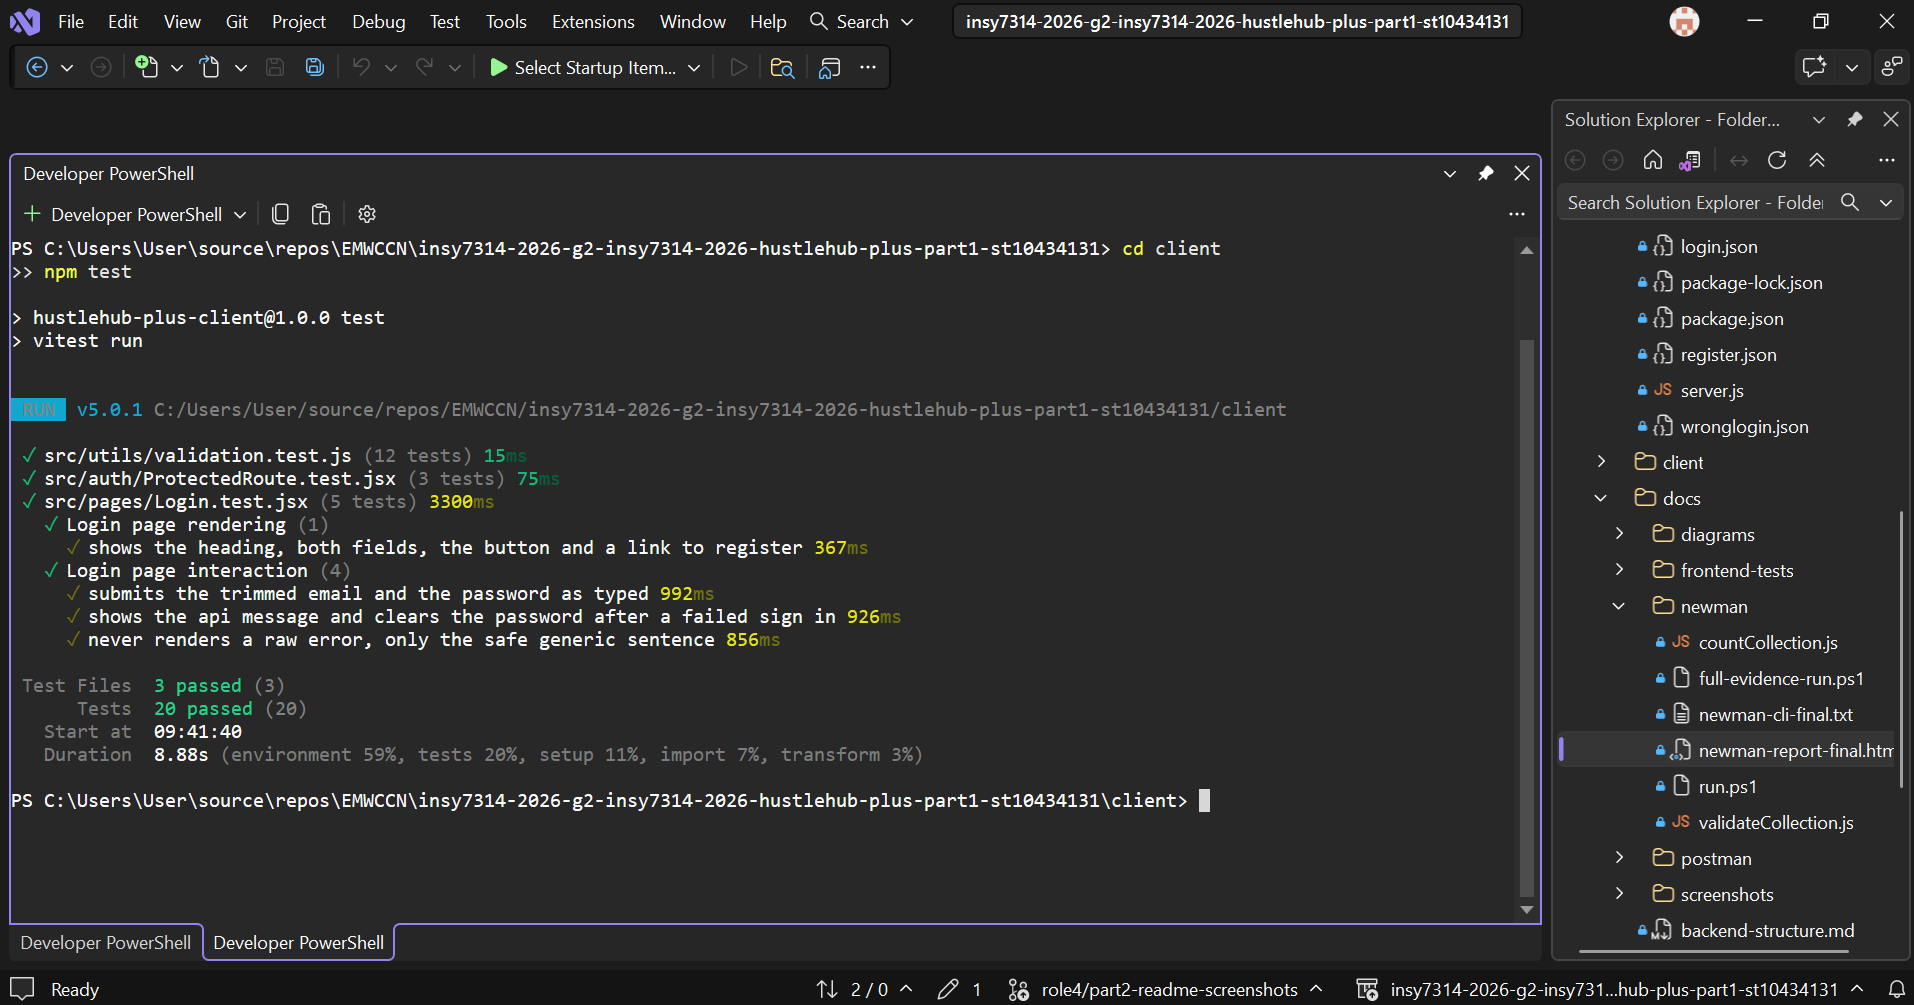 File Edit View Git Project Debug Test Tools Extensions Window Help Search insy7314-2026-g2-insy7314-2026-hustlehub-plus-part1-st10434131
Select Startup Item...
Developer PowerShell
Developer PowerShell
PS C:\Users\User\source\repos\EMWCCN\insy7314-2026-g2-insy7314-2026-hustlehub-plus-part1-st10434131> cd client
>> npm test
> hustlehub-plus-client@1.0.0 test
> vitest run
RUN v5.0.1 C:/Users/User/source/repos/EMWCCN/insy7314-2026-g2-insy7314-2026-hustlehub-plus-part1-st10434131/client
✓ src/utils/validation.test.js (12 tests) 15ms
✓ src/auth/ProtectedRoute.test.jsx (3 tests) 75ms
✓ src/pages/Login.test.jsx (5 tests) 3300ms
✓ Login page rendering (1)
✓ shows the heading, both fields, the button and a link to register 367ms
✓ Login page interaction (4)
✓ submits the trimmed email and the password as typed 992ms
✓ shows the api message and clears the password after a failed sign in 926ms
✓ never renders a raw error, only the safe generic sentence 856ms
Test Files 3 passed (3)
Tests 20 passed (20)
Start at 09:41:40
Duration 8.88s (environment 59%, tests 20%, setup 11%, import 7%, transform 3%)
PS C:\Users\User\source\repos\EMWCCN\insy7314-2026-g2-insy7314-2026-hustlehub-plus-part1-st10434131\client>
Developer PowerShell Developer PowerShell
Solution Explorer - Folder...
Search Solution Explorer - Folder
login.json
package-lock.json
package.json
register.json
JS server.js
wronglogin.json
client
docs
diagrams
frontend-tests
newman
JS countCollection.js
full-evidence-run.ps1
newman-cli-final.txt
newman-report-final.htm
run.ps1
JS validateCollection.js
postman
screenshots
backend-structure.md
Ready 2 / 0 1 role4/part2-readme-screenshots insy7314-2026-g2-insy731...hub-plus-part1-st10434131